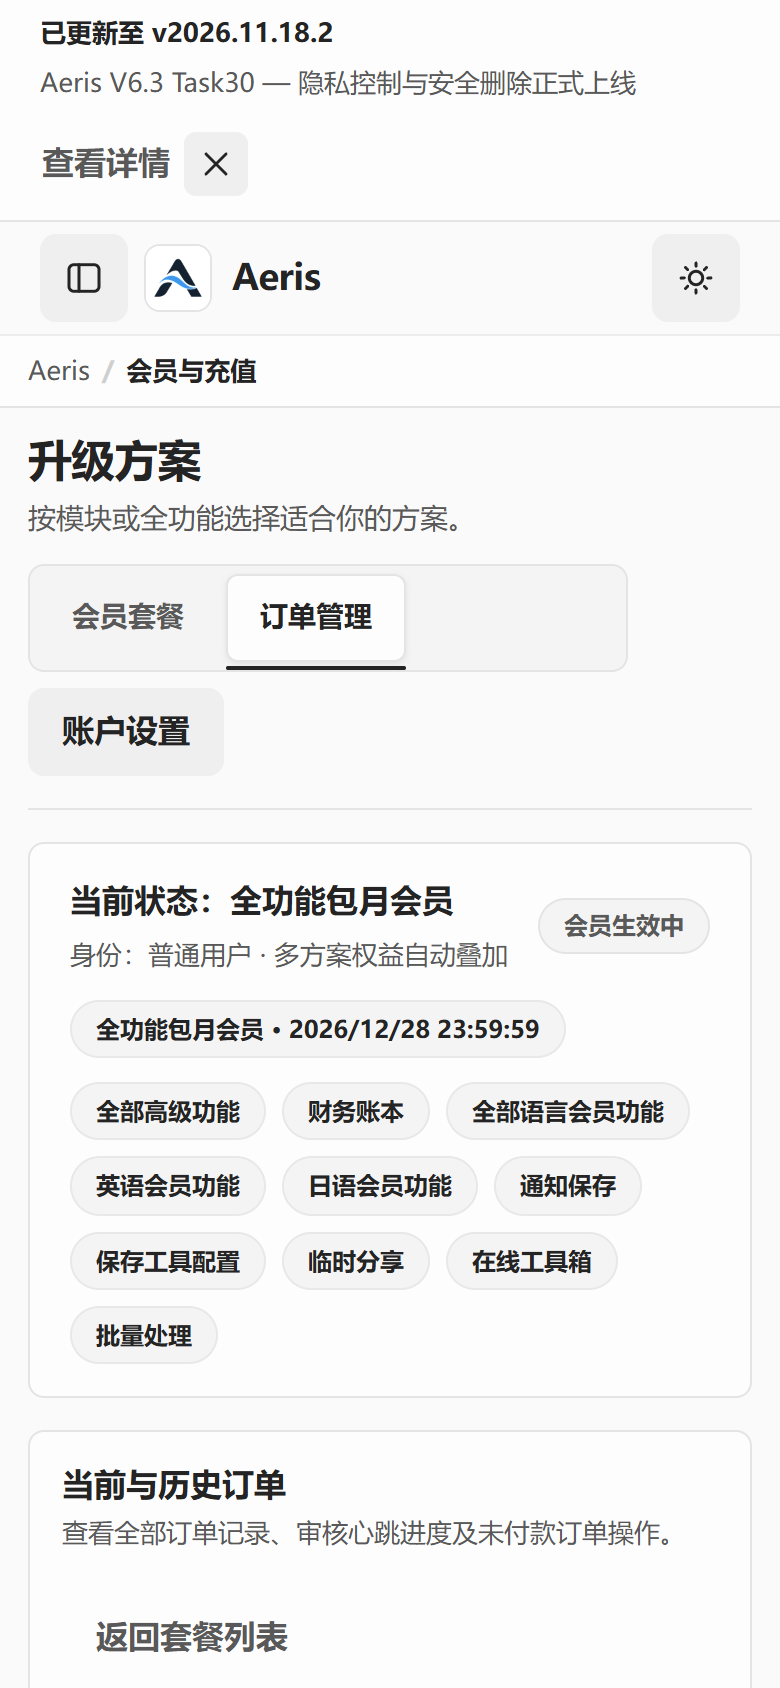 已更新至 v2026.11.18.2
Aeris V6.3 Task30 — 隐私控制与安全删除正式上线
查看详情
Aeris
Aeris / 会员与充值
升级方案
按模块或全功能选择适合你的方案。
会员套餐 订单管理
账户设置
当前状态：全功能包月会员
身份：普通用户 · 多方案权益自动叠加
会员生效中
全功能包月会员 • 2026/12/28 23:59:59
全部高级功能 财务账本 全部语言会员功能
英语会员功能 日语会员功能 通知保存
保存工具配置 临时分享 在线工具箱
批量处理
当前与历史订单
查看全部订单记录、审核心跳进度及未付款订单操作。
返回套餐列表